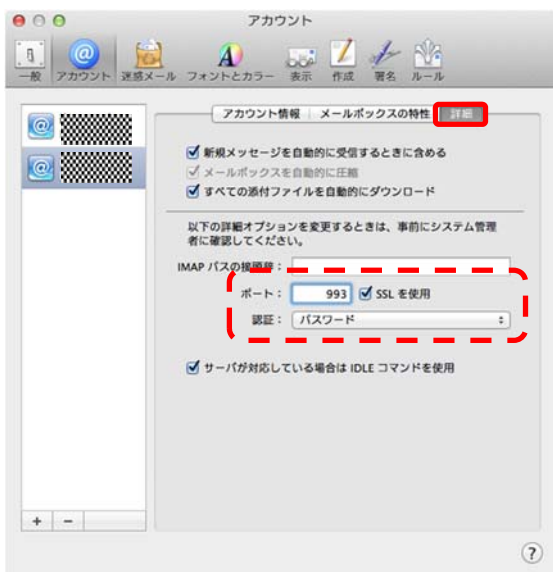 アカウント
一般 アカウント 迷惑メール フォントとカラー 表示 作成 署名 ルール
アカウント情報 メールボックスの特性 詳細
新規メッセージを自動的に受信するときに含める
メールボックスを自動的に圧縮
すべての添付ファイルを自動的にダウンロード
以下の詳細オプションを変更するときは、事前にシステム管理
者に確認してください。
IMAP パスの接頭辞：
ポート： 993 SSL を使用
認証： パスワード
サーバが対応している場合は IDLE コマンドを使用
+ −
?